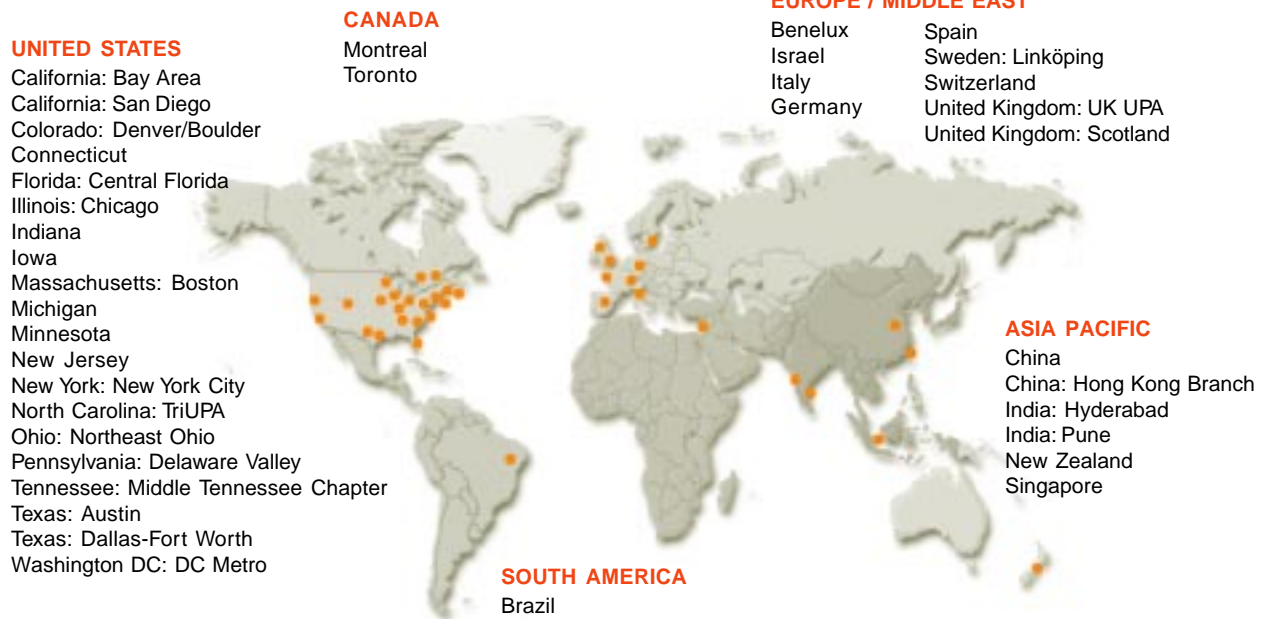 UNITED STATES
California: Bay Area
California: San Diego
Colorado: Denver/Boulder
Connecticut
Florida: Central Florida
Illinois: Chicago
Indiana
Iowa
Massachusetts: Boston
Michigan
Minnesota
New Jersey
New York: New York City
North Carolina: TriUPA
Ohio: Northeast Ohio
Pennsylvania: Delaware Valley
Tennessee: Middle Tennessee Chapter
Texas: Austin
Texas: Dallas-Fort Worth
Washington DC: DC Metro
CANADA
Montreal
Toronto
EUROPE / MIDDLE EAST
Benelux
Israel
Italy
Germany
Spain
Sweden: Linköping
Switzerland
United Kingdom: UK UPA
United Kingdom: Scotland
ASIA PACIFIC
China
China: Hong Kong Branch
India: Hyderabad
India: Pune
New Zealand
Singapore
SOUTH AMERICA
Brazil